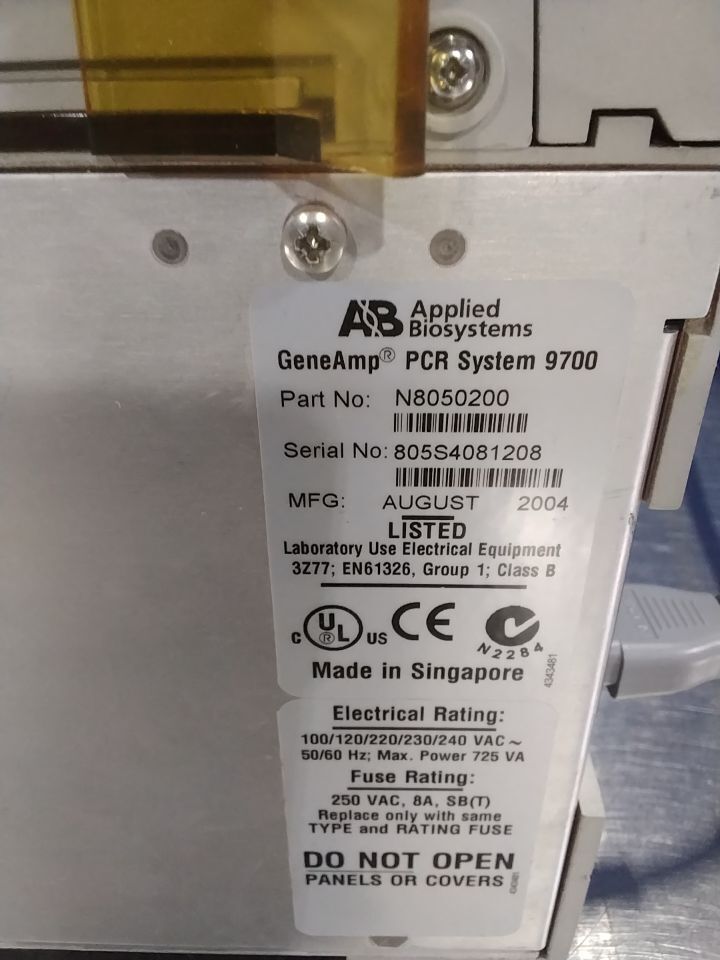 AB Applied
Biosystems
GeneAmp® PCR System 9700
Part No: N8050200
Serial No: 805S4081208
MFG: AUGUST 2004
LISTED
Laboratory Use Electrical Equipment
3Z77; EN61326, Group 1; Class B
C UL® US CE N2284
Made in Singapore
4343481
Electrical Rating:
100/120/220/230/240 VAC ~
50/60 Hz; Max. Power 725 VA
Fuse Rating:
250 VAC, 8A, SB(T)
Replace only with same
TYPE and RATING FUSE
DO NOT OPEN
PANELS OR COVERS